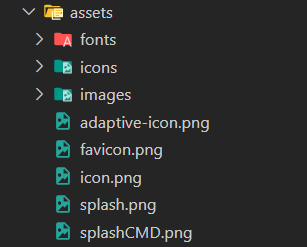 assets
fonts
icons
images
adaptive-icon.png
favicon.png
icon.png
splash.png
splashCMD.png